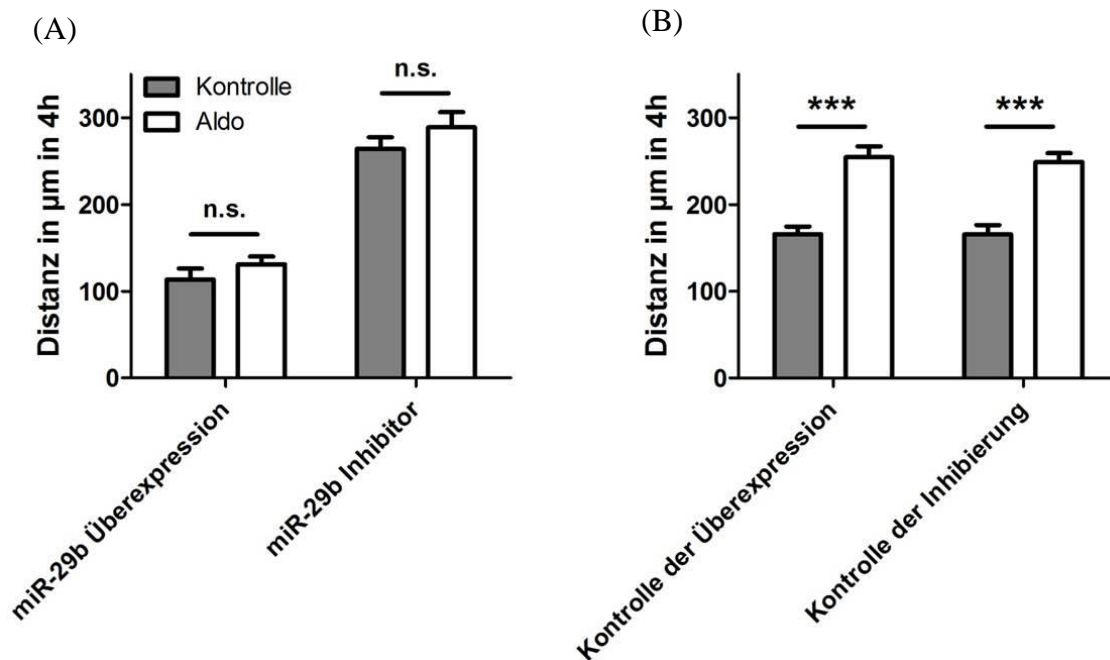 (A)
Distanz in µm in 4h
300
200
100
0
Kontrolle
Aldo
n.s.
n.s.
miR-29b Überexpression
miR-29b Inhibitor
(B)
Distanz in µm in 4h
300
200
100
0
***
***
Kontrolle der Überexpression
Kontrolle der Inhibierung